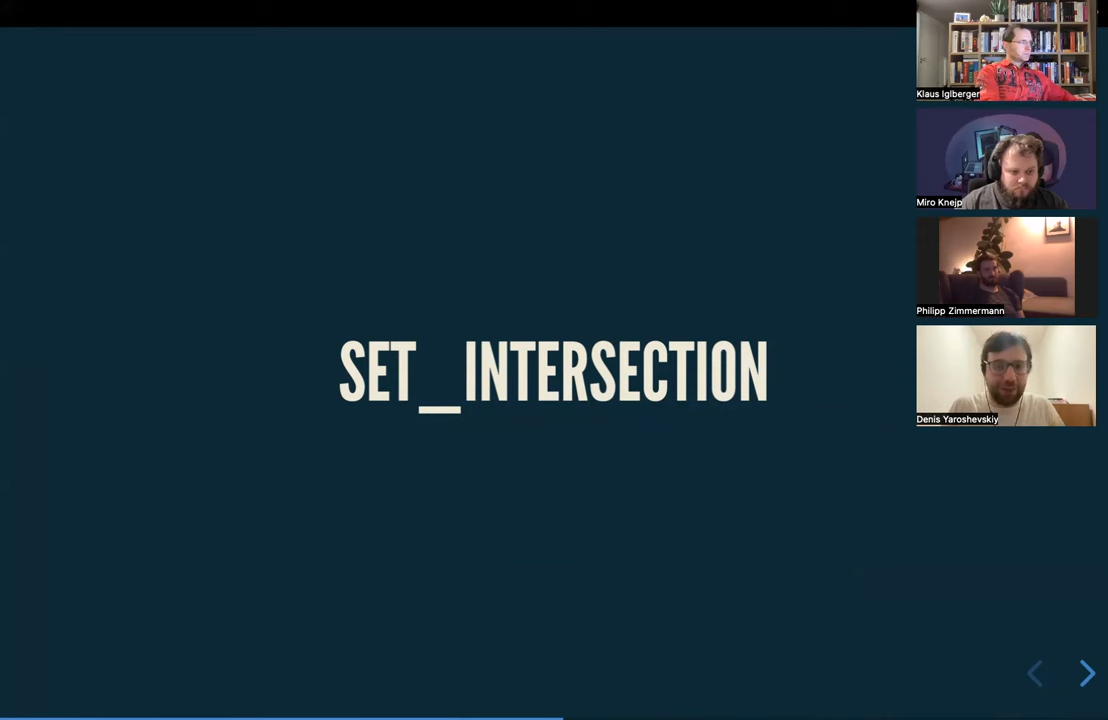 SET_INTERSECTION
Klaus Iglberger
Miro Knejp
Philipp Zimmermann
Denis Yaroshevskiy